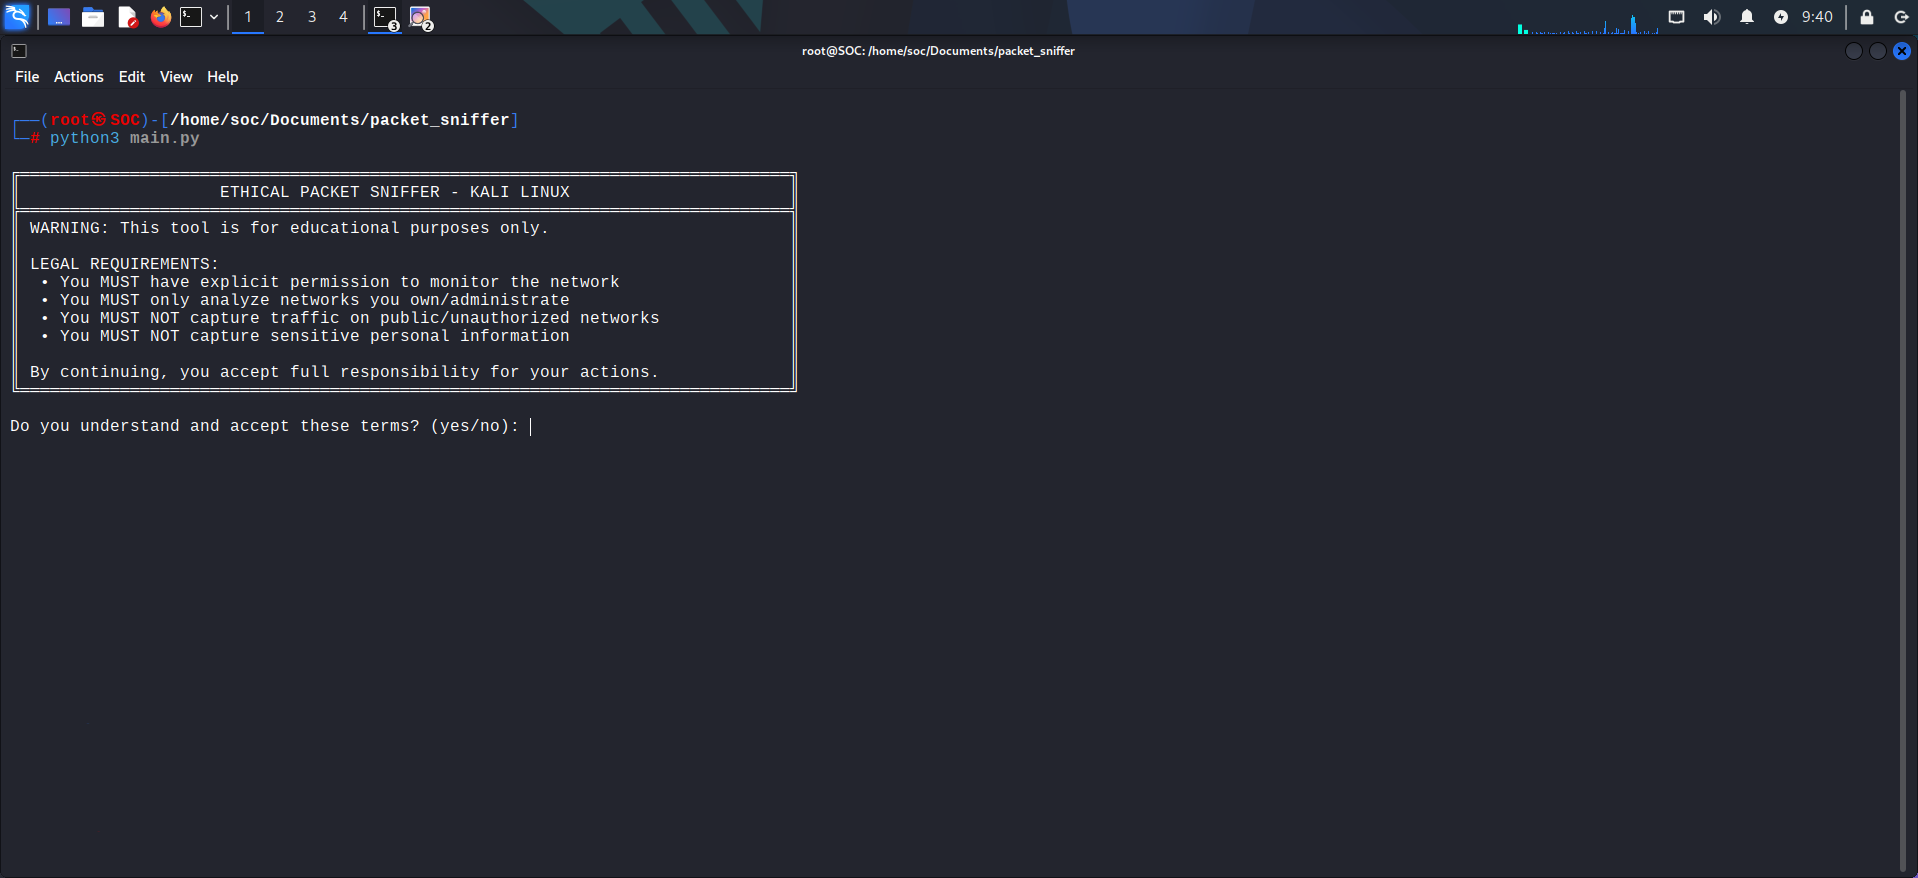 1 2 3 4 3 2 9:40
root@SOC: /home/soc/Documents/packet_sniffer
File Actions Edit View Help
(root㉿SOC)-[/home/soc/Documents/packet_sniffer]
# python3 main.py
ETHICAL PACKET SNIFFER - KALI LINUX
WARNING: This tool is for educational purposes only.
LEGAL REQUIREMENTS:
• You MUST have explicit permission to monitor the network
• You MUST only analyze networks you own/administrate
• You MUST NOT capture traffic on public/unauthorized networks
• You MUST NOT capture sensitive personal information
By continuing, you accept full responsibility for your actions.
Do you understand and accept these terms? (yes/no):